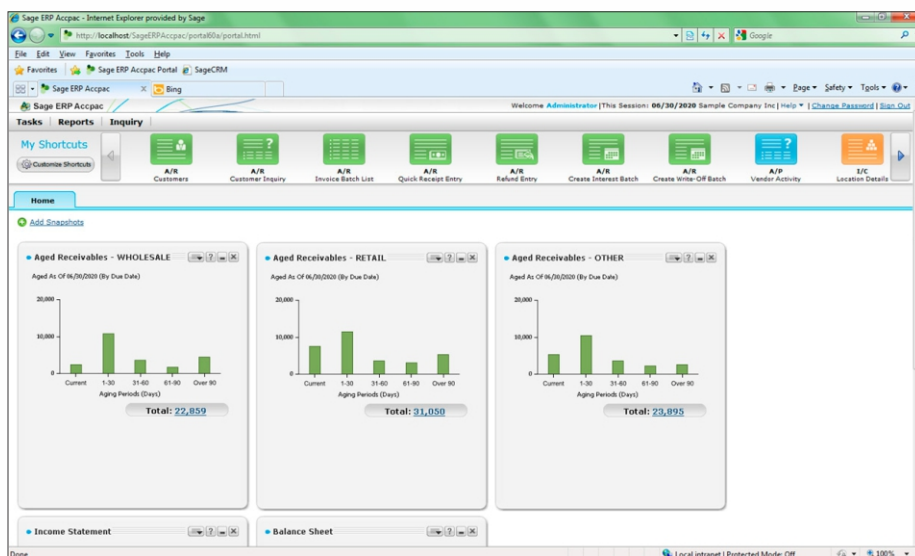 Sage ERP Accpac - Internet Explorer provided by Sage
http://localhost/SageERPAccpac/portal60a/portal.html
Google
File Edit View Favorites Tools Help
Favorites Sage ERP Accpac Portal SageCRM
Sage ERP Accpac X Bing Page Safety Tools
Sage ERP Accpac Welcome Administrator | This Session: 06/30/2020 Sample Company Inc | Help | Change Password | Sign Out
Tasks Reports Inquiry
My Shortcuts
Customize Shortcuts
A/R Customers
A/R Customer Inquiry
A/R Invoice Batch List
A/R Quick Receipt Entry
A/R Refund Entry
A/R Create Interest Batch
A/R Create Write-Off Batch
A/P Vendor Activity
I/C Location Details
Home
Add Snapshots
Aged Receivables - WHOLESALE
Aged As Of 06/30/2020 (By Due Date)
20,000
10,000
0
Current 1-30 31-60 61-90 Over 90
Aging Periods (Days)
Total: 22,859
Aged Receivables - RETAIL
Aged As Of 06/30/2020 (By Due Date)
20,000
10,000
0
Current 1-30 31-60 61-90 Over 90
Aging Periods (Days)
Total: 31,050
Aged Receivables - OTHER
Aged As Of 06/30/2020 (By Due Date)
20,000
10,000
0
Current 1-30 31-60 61-90 Over 90
Aging Periods (Days)
Total: 23,895
Income Statement
Balance Sheet
Done Local intranet | Protected Mode: Off 100%